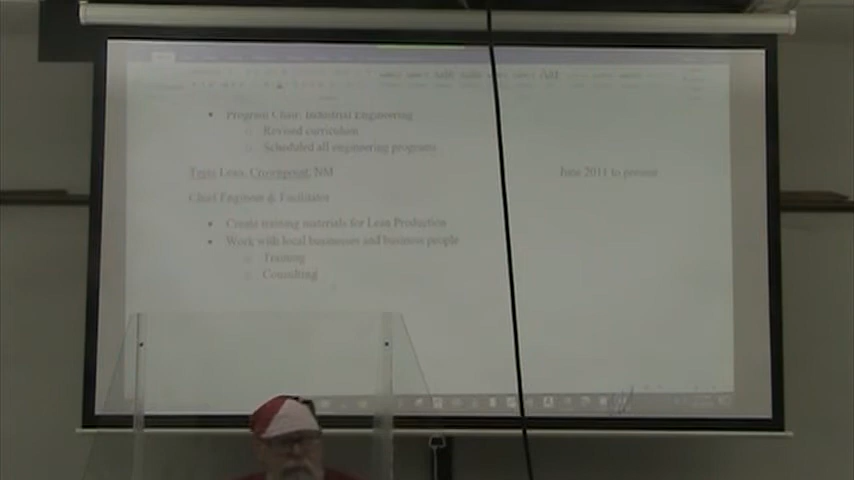 • Program Chair: Industrial Engineering
o Revised curriculum
o Scheduled all engineering programs
Lean, Crownpoint, NM June 2011 to present
Chief Engineer & Facilitator
• Create training materials for Lean Production
• Work with local businesses and business people
o Training
o Consulting